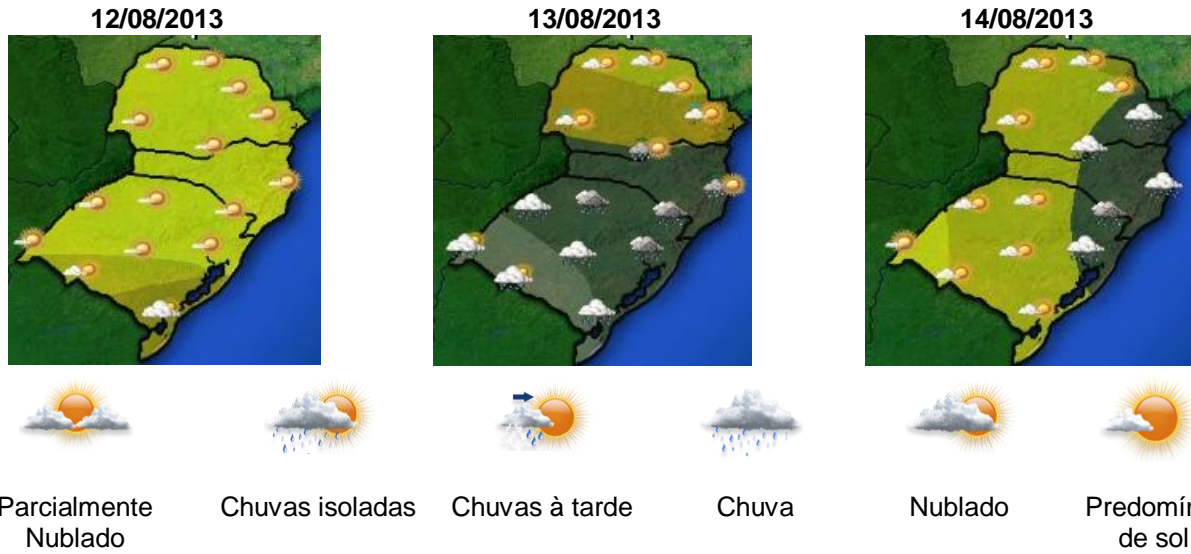 12/08/2013 13/08/2013 14/08/2013
Parcialmente Nublado
Chuvas isoladas
Chuvas à tarde
Chuva
Nublado
de sol